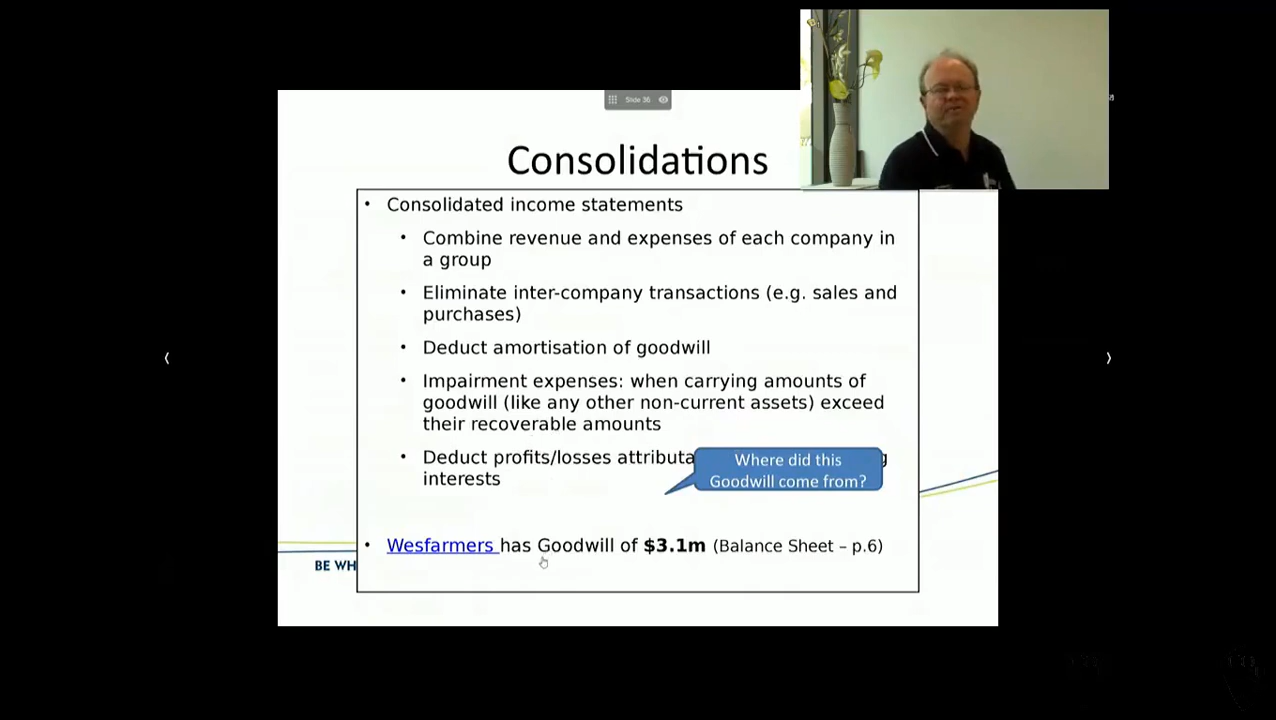 Slide 36
Consolidations
• Consolidated income statements
• Combine revenue and expenses of each company in
a group
• Eliminate inter-company transactions (e.g. sales and
purchases)
• Deduct amortisation of goodwill
• Impairment expenses: when carrying amounts of
goodwill (like any other non-current assets) exceed
their recoverable amounts
• Deduct profits/losses
interests
Where did this
Goodwill come from?
• Wesfarmers has Goodwill of $3.1m (Balance Sheet – p.6)
BE